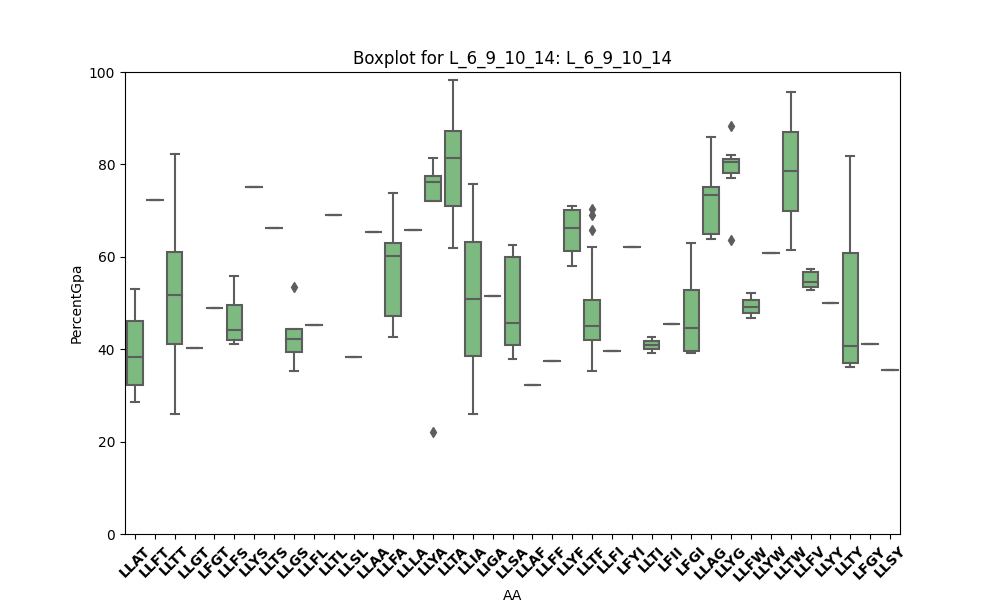 Boxplot for L_6_9_10_14: L_6_9_10_14
100
80
60
40
20
0
PercentGpa
LLAT LLFT LLTT LLGT LFGT LLFS LLYS LLTS LLGS LLFL LLTL LLSL LLAA LLFA LLLA LLYA LLTA LLIA LIGA LLSA LLAF LLFF LLYF LLTF LLFI LFYI LLTI LFII LFGI LLAG LLYG LLFW LLYW LLTW LLFV LLYY LLTY LFGY LLSY
AA